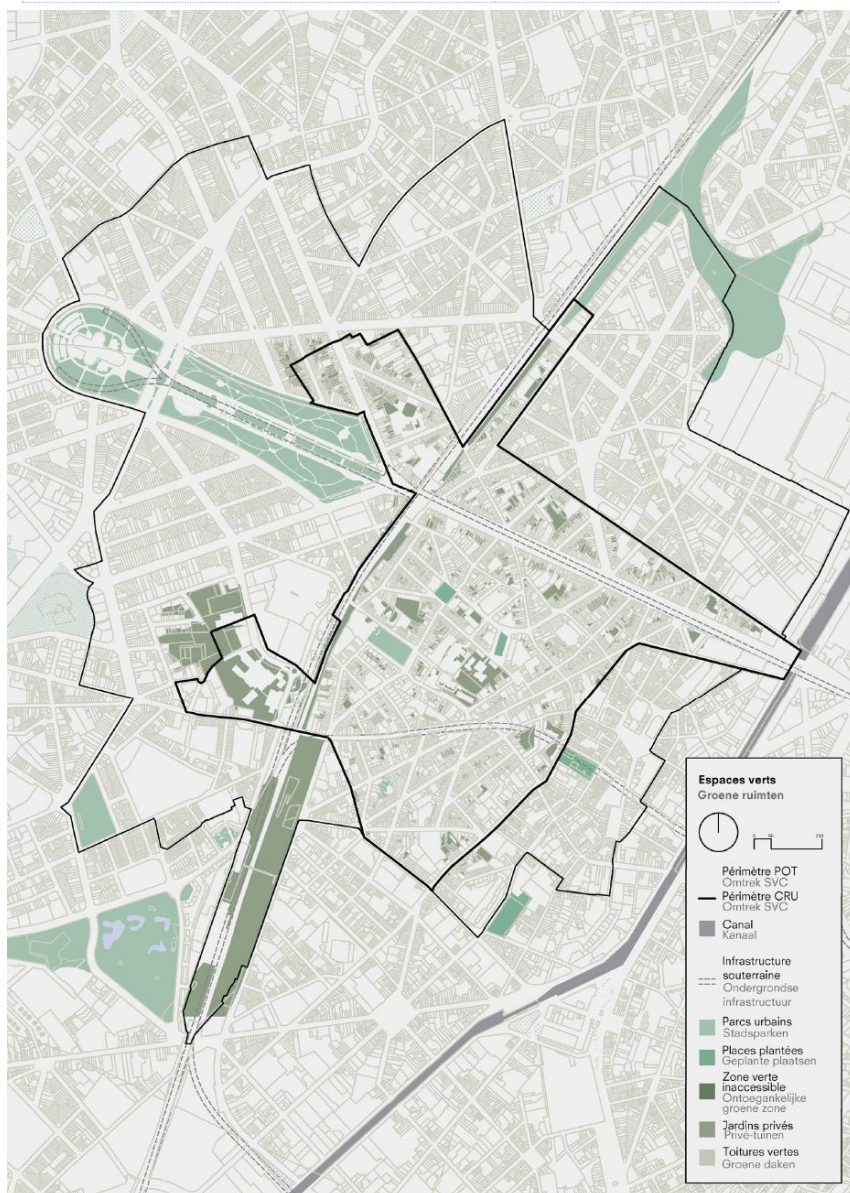 Espaces verts
Groene ruimten
Périmètre POT
Omtrek SVC
Périmètre CRU
Omtrek SVC
Canal
Kanaal
Infrastructure
souterraine
Ondergrondse
infrastructuur
Parcs urbains
Stadsparken
Places plantées
Geplante plaatsen
Zone verte
inaccessible
Ontoegankelijke
groene zone
Jardins privés
Privé-tuinen
Toitures vertes
Groene daken